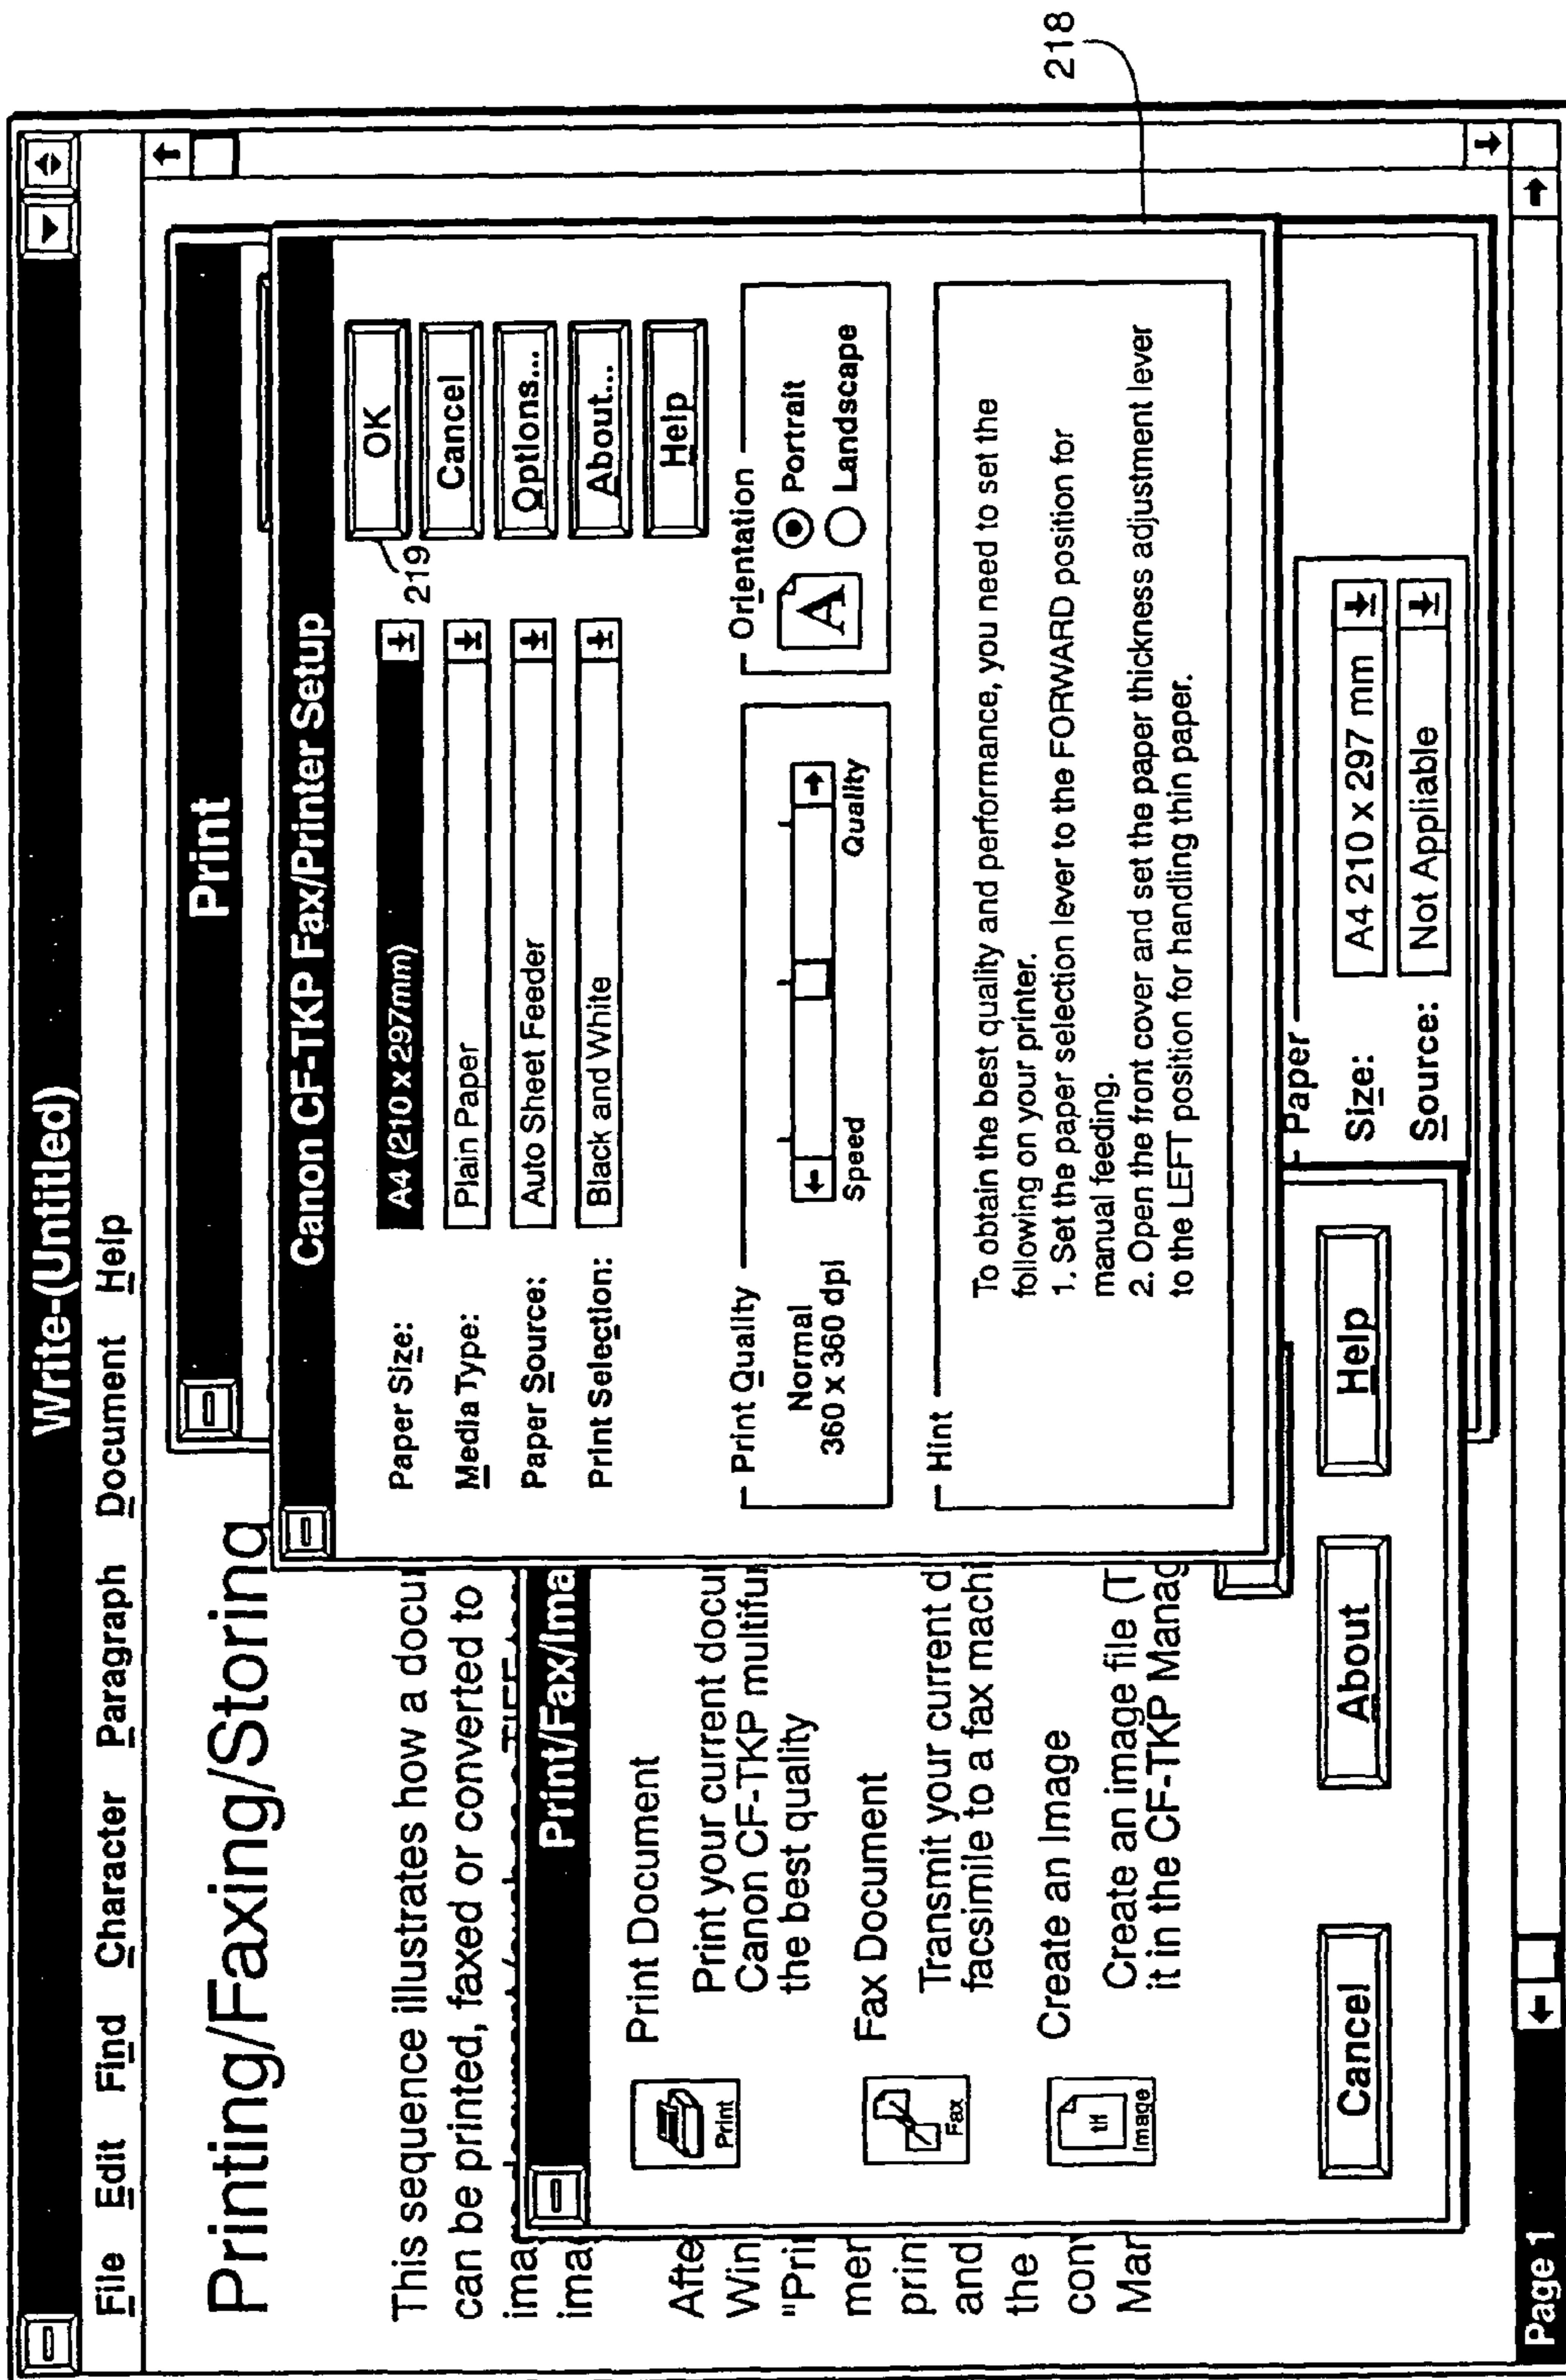 Write-(Untitled)
File Edit Find Character Paragraph Document Help
Printing/Faxing/Storing
This sequence illustrates how a docu
can be printed, faxed or converted to
ima
ima
Afte
Win
"Pri
mer
prin
and
the
con
Mar
Print
Print/Fax/Ima
Print Document
Print your current docu
Canon CF-TKP multifu
the best quality
Print
Fax Document
Transmit your current d
facsimile to a fax machi
Fax
Create an Image
Create an image file (T
it in the CF-TKP Manag
tif
Image
Cancel
About
Help
Canon CF-TKP Fax/Printer Setup
Paper Size: A4 (210 x 297mm)
Media Type: Plain Paper
Paper Source: Auto Sheet Feeder
Print Selection: Black and White
219
OK
Cancel
Options...
About...
Help
Print Quality
Normal
360 x 360 dpi
Speed Quality
Orientation
A
Portrait
Landscape
Hint
To obtain the best quality and performance, you need to set the
following on your printer.
1. Set the paper selection lever to the FORWARD position for
manual feeding.
2. Open the front cover and set the paper thickness adjustment lever
to the LEFT position for handling thin paper.
218
Paper
Size: A4 210 x 297 mm
Source: Not Appliable
Page 1